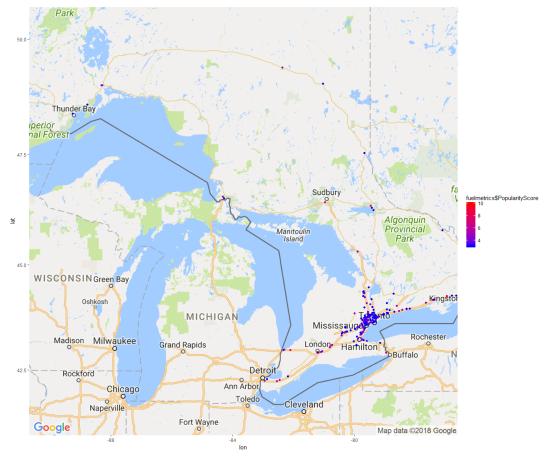 Park
50.0
Thunder Bay
uperior
nal Forest
47.5
Sudbury
Algonquin
Provincial
Park
Manitoulin
Island
lat
45.0
WISCONSIN
Green Bay
Oshkosh
Kingston
MICHIGAN
Toronto
Mississauga
Hamilton
Madison
Milwaukee
Grand Rapids
London
Rochester
Buffalo
N
42.5
Rockford
Ann Arbor
Detroit
Chicago
Naperville
Toledo
Cleveland
Fort Wayne
Google
Map data ©2018 Google
-88
-84
-80
lon
fuelmetrics$PopularityScore
10
8
6
4